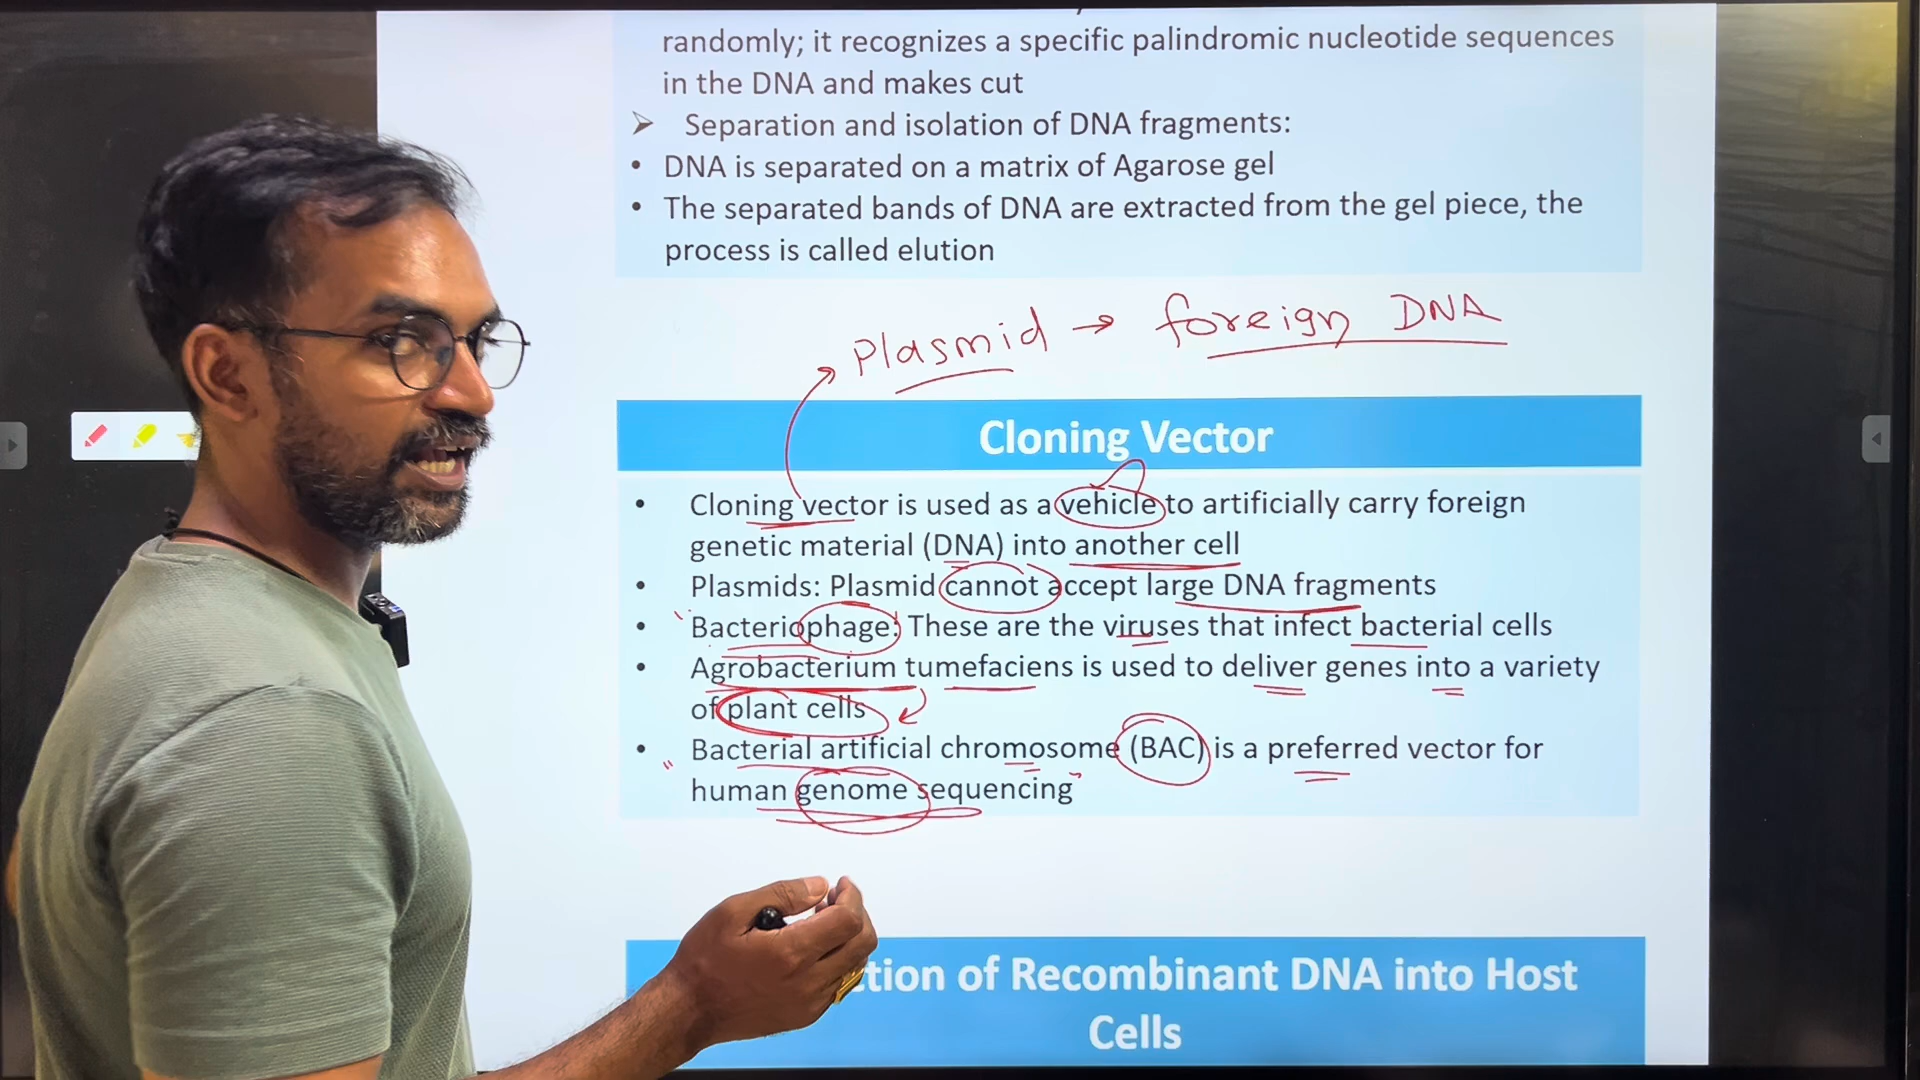 randomly; it recognizes a specific palindromic nucleotide sequences
in the DNA and makes cut
➢ Separation and isolation of DNA fragments:
• DNA is separated on a matrix of Agarose gel
• The separated bands of DNA are extracted from the gel piece, the
process is called elution
Plasmid → foreign DNA
Cloning Vector
• Cloning vector is used as a vehicle to artificially carry foreign
genetic material (DNA) into another cell
• Plasmids: Plasmid cannot accept large DNA fragments
• Bacteriophage: These are the viruses that infect bacterial cells
• Agrobacterium tumefaciens is used to deliver genes into a variety
of plant cells
• Bacterial artificial chromosome (BAC) is a preferred vector for
human genome sequencing
tion of Recombinant DNA into Host
Cells